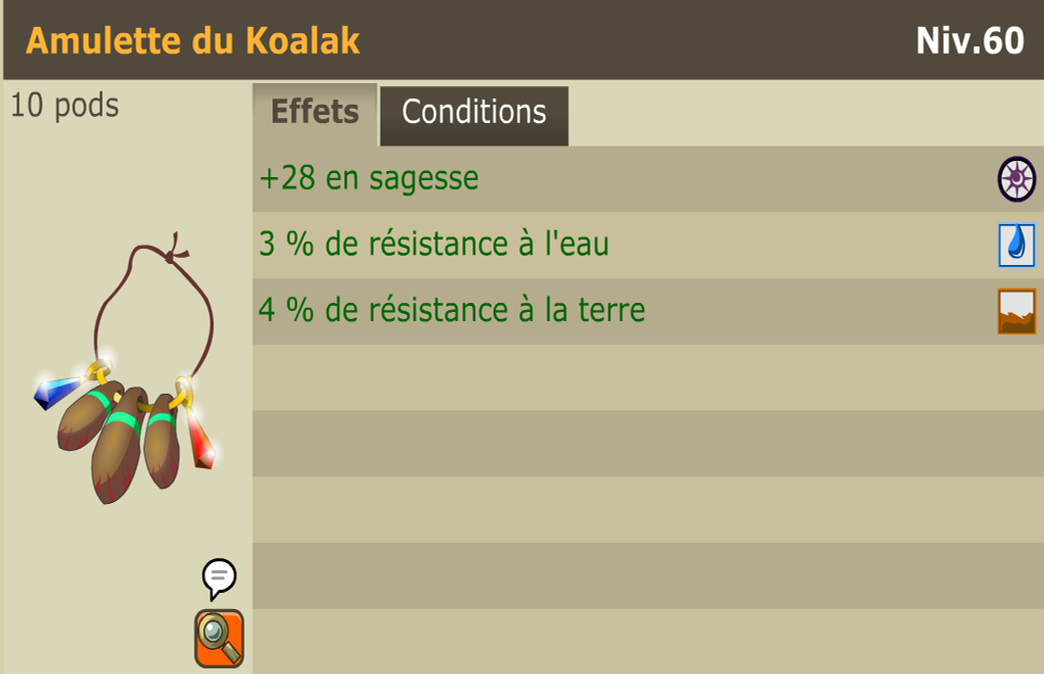 Amulette du Koalak
Niv.60
10 pods
Effets
Conditions
+28 en sagesse
3 % de résistance à l'eau
4 % de résistance à la terre